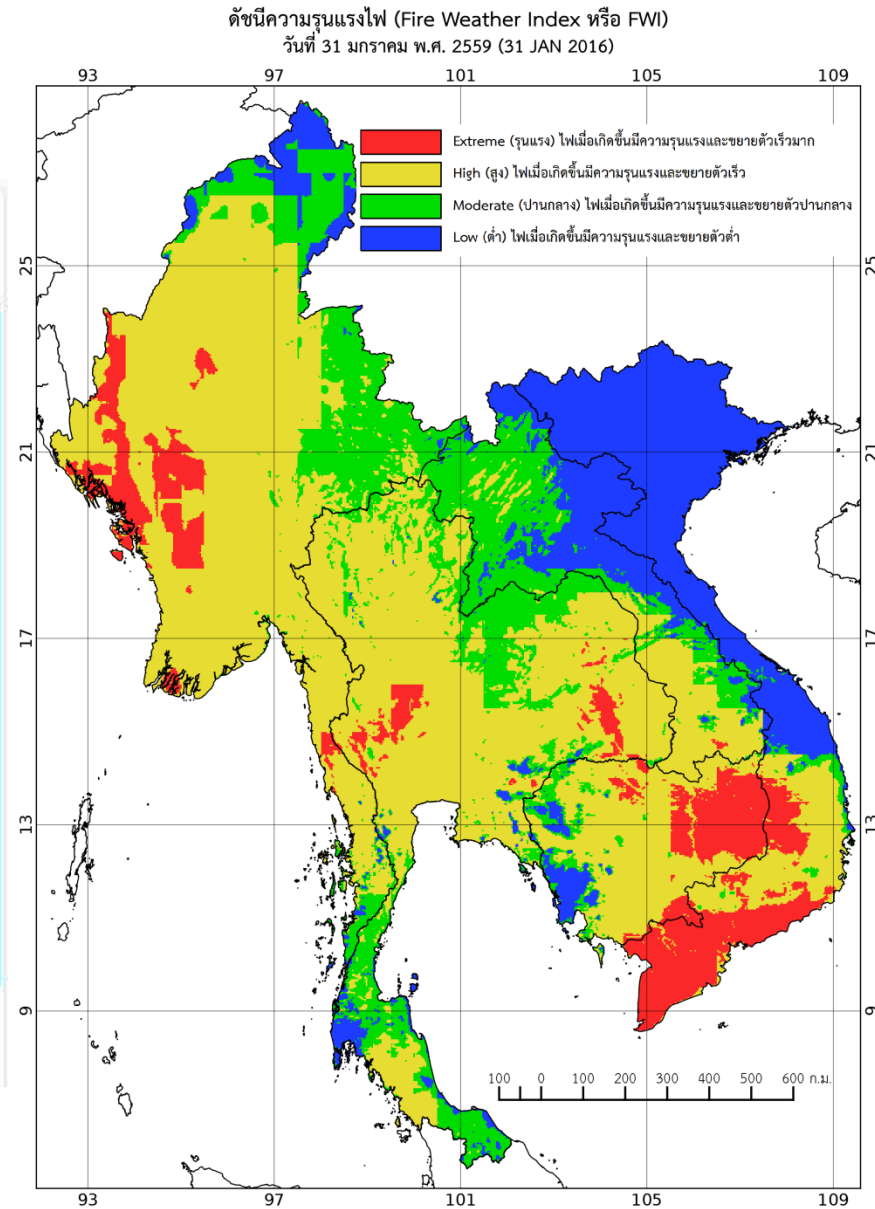 ดัชนีความรุนแรงไฟ (Fire Weather Index หรือ FWI)
วันที่ 31 มกราคม พ.ศ. 2559 (31 JAN 2016)
93 97 101 105 109
Extreme (รุนแรง) ไฟเมื่อเกิดขึ้นมีความรุนแรงและขยายตัวเร็วมาก
High (สูง) ไฟเมื่อเกิดขึ้นมีความรุนแรงและขยายตัวเร็ว
Moderate (ปานกลาง) ไฟเมื่อเกิดขึ้นมีความรุนแรงและขยายตัวปานกลาง
Low (ต่ำ) ไฟเมื่อเกิดขึ้นมีความรุนแรงและขยายตัวต่ำ
25 25
21 21
17 17
13 13
9 9
100 0 100 200 300 400 500 600 ก.ม.
93 97 101 105 109